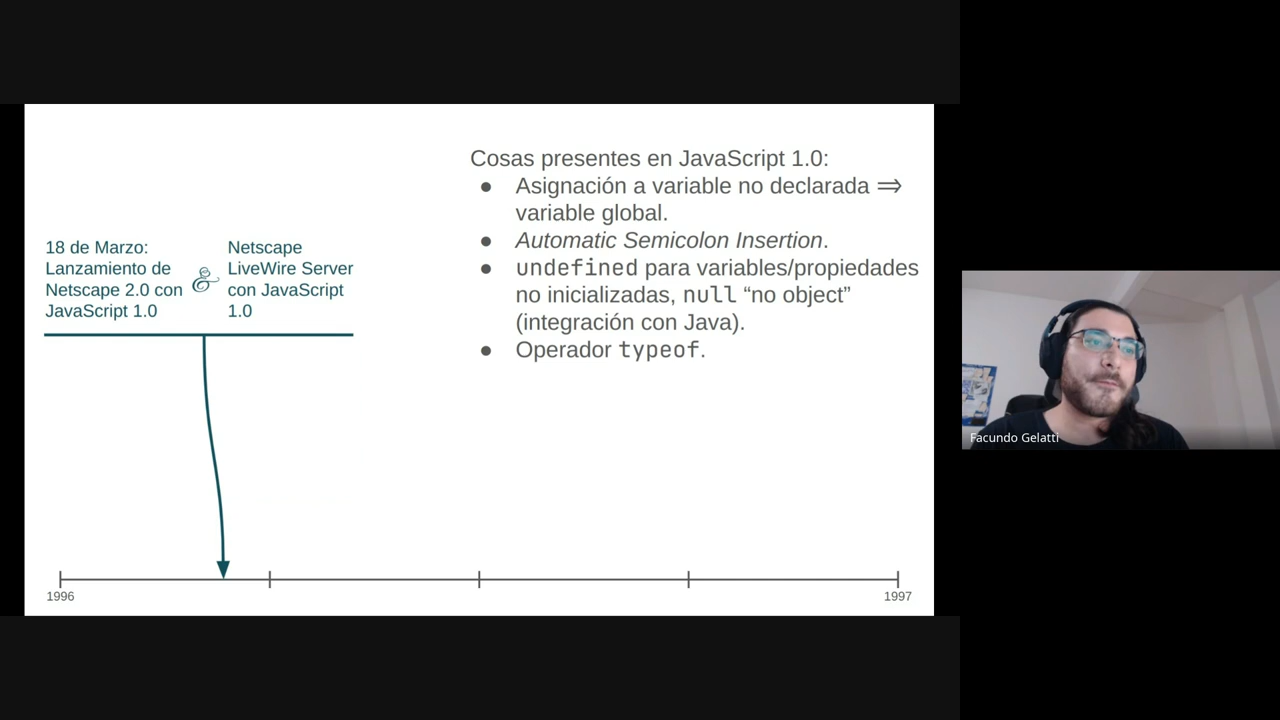 Cosas presentes en JavaScript 1.0:
● Asignación a variable no declarada ⇒
variable global.
● Automatic Semicolon Insertion.
● undefined para variables/propiedades
no inicializadas, null “no object”
(integración con Java).
● Operador typeof.
18 de Marzo:
Lanzamiento de
Netscape 2.0 con
JavaScript 1.0
&
Netscape
LiveWire Server
con JavaScript
1.0
1996
1997
Facundo Gelatti